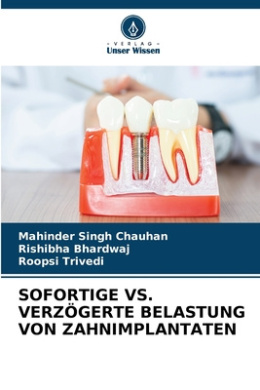 VERLAG
Unser Wissen
Mahinder Singh Chauhan
Rishibha Bhardwaj
Roopsi Trivedi
SOFORTIGE VS.
VERZÖGERTE BELASTUNG
VON ZAHNIMPLANTATEN